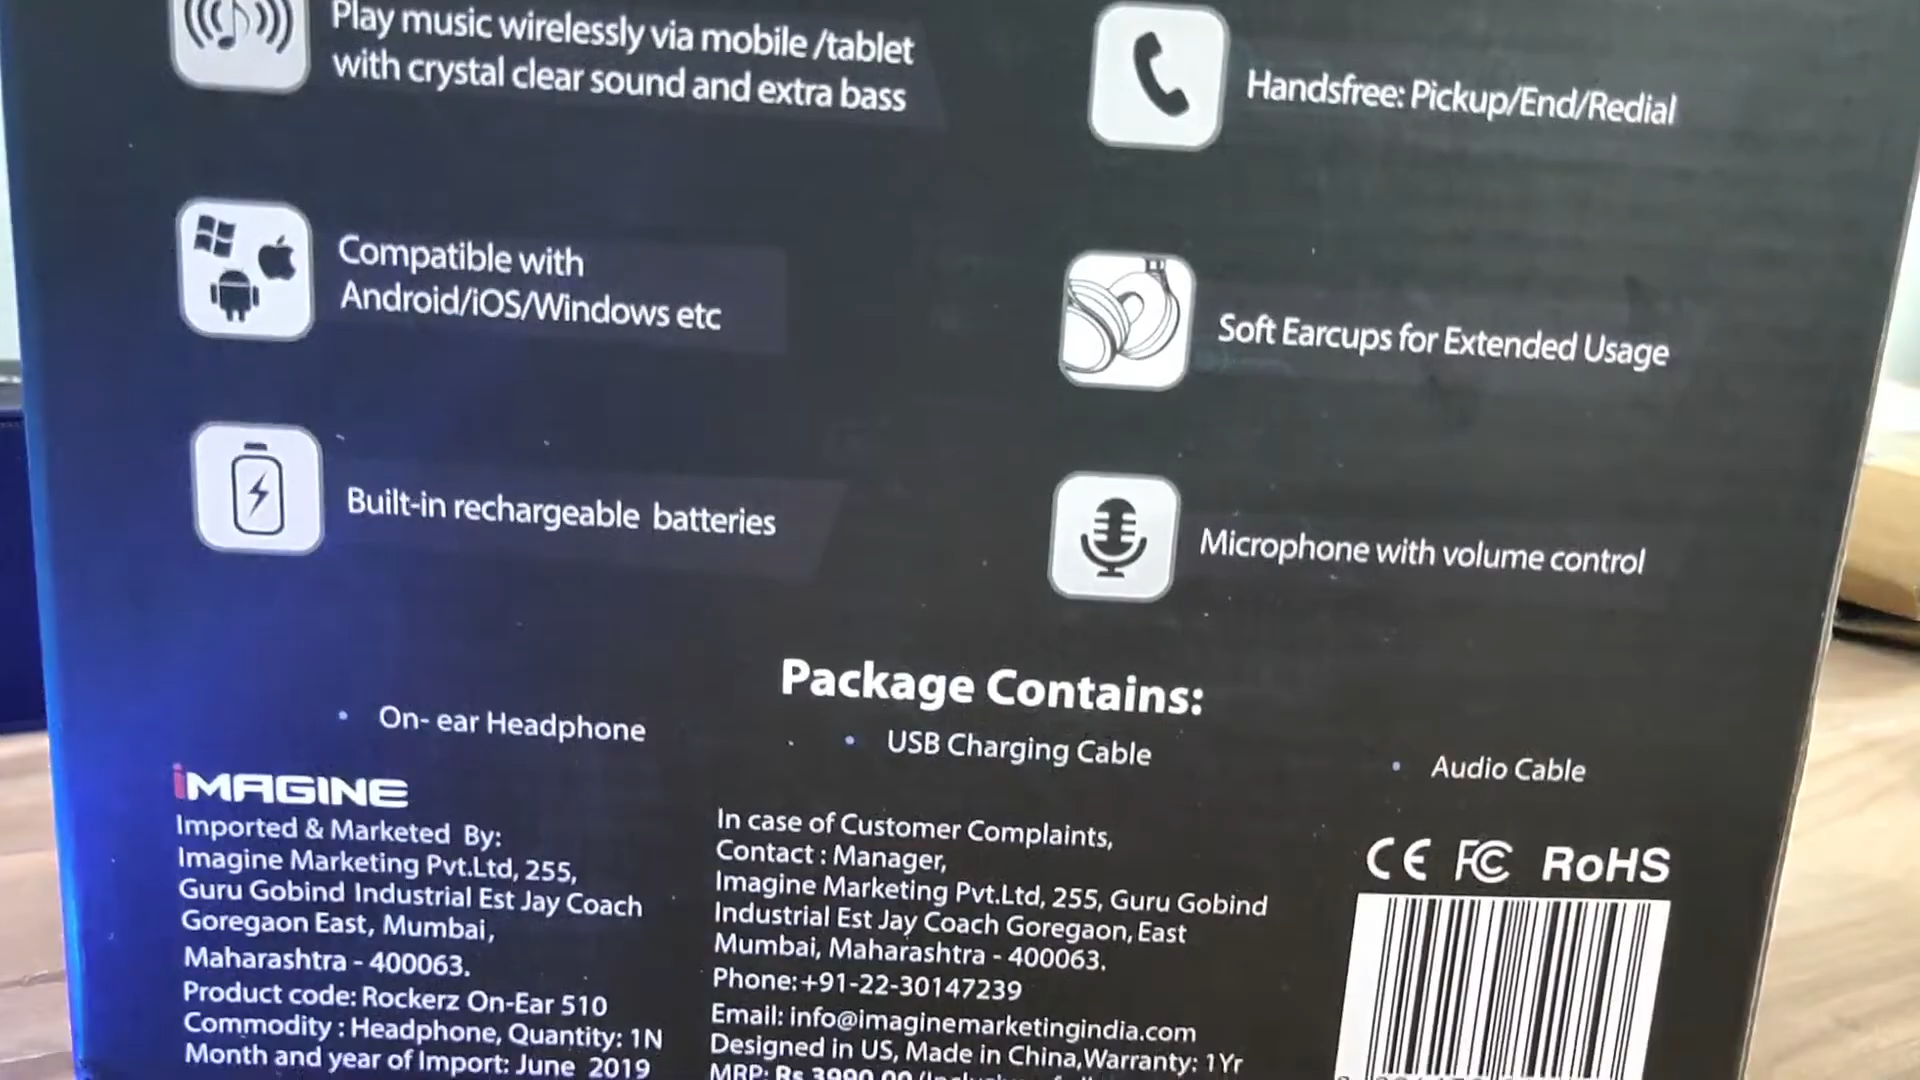 Play music wirelessly via mobile /tablet
with crystal clear sound and extra bass
Handsfree: Pickup/End/Redial
Compatible with
Android/iOS/Windows etc
Soft Earcups for Extended Usage
Built-in rechargeable batteries
Microphone with volume control
Package Contains:
• On- ear Headphone
• USB Charging Cable
• Audio Cable
iMAGINE
Imported & Marketed By:
Imagine Marketing Pvt.Ltd, 255,
Guru Gobind Industrial Est Jay Coach
Goregaon East, Mumbai,
Maharashtra - 400063.
Product code: Rockerz On-Ear 510
Commodity : Headphone, Quantity: 1N
Month and year of Import: June 2019
In case of Customer Complaints,
Contact : Manager,
Imagine Marketing Pvt.Ltd, 255, Guru Gobind
Industrial Est Jay Coach Goregaon, East
Mumbai, Maharashtra - 400063.
Phone:+91-22-30147239
Email: info@imaginemarketingindia.com
Designed in US, Made in China,Warranty: 1Yr
MRP: Rs 3990.00
CE FC RoHS